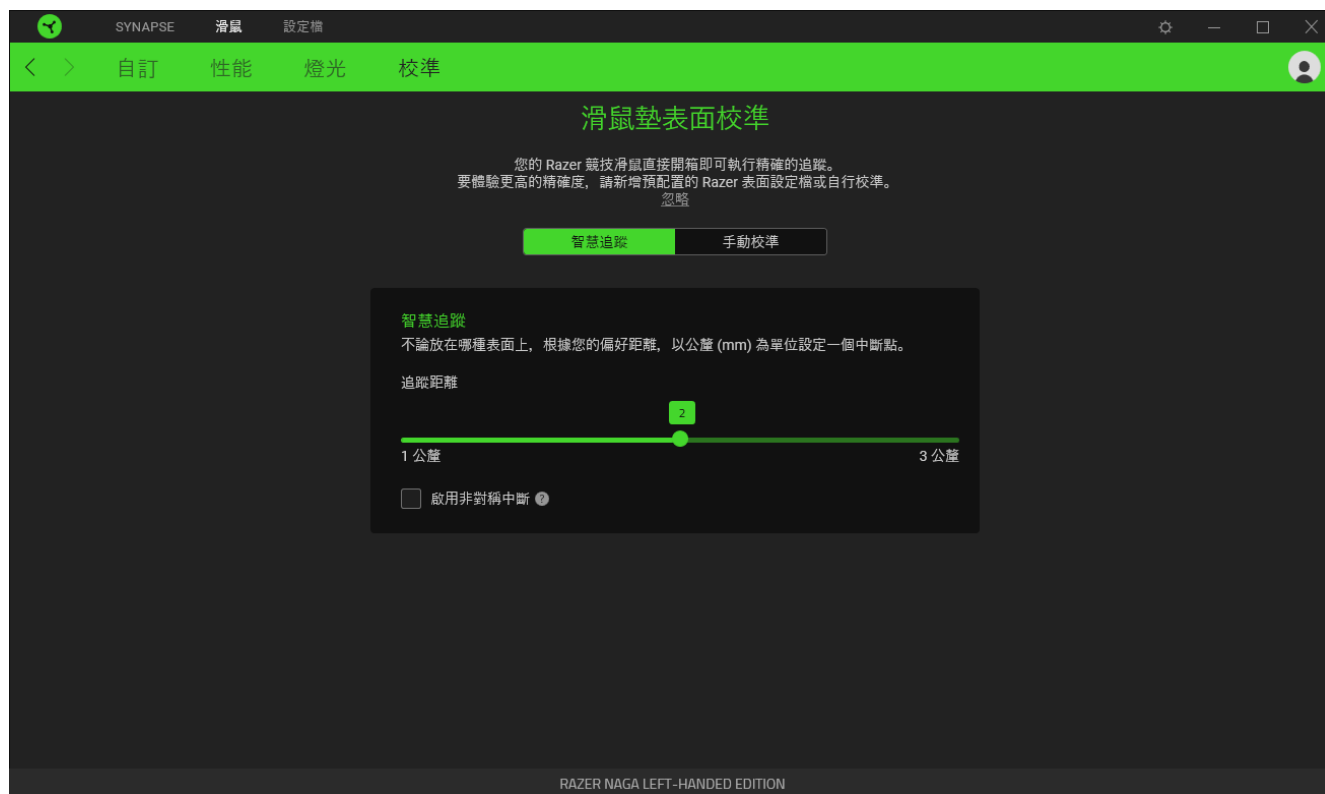 SYNAPSE 滑鼠 設定檔
自訂 性能 燈光 校準
滑鼠墊表面校準
您的 Razer 競技滑鼠直接開箱即可執行精確的追蹤。
要體驗更高的精確度，請新增預配置的 Razer 表面設定檔或自行校準。
忽略
智慧追蹤 手動校準
智慧追蹤
不論放在哪種表面上，根據您的偏好距離，以公釐 (mm) 為單位設定一個中斷點。
追蹤距離
2
1 公釐 3 公釐
啟用非對稱中斷 ?
RAZER NAGA LEFT-HANDED EDITION